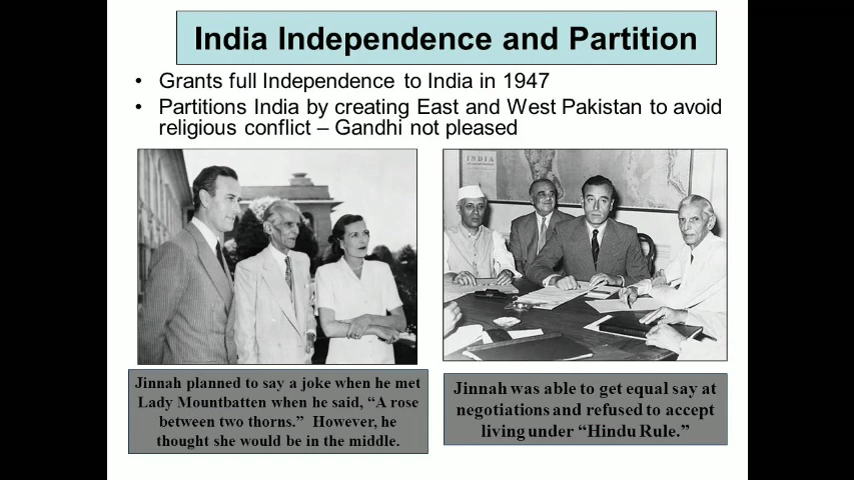 India Independence and Partition
• Grants full Independence to India in 1947
• Partitions India by creating East and West Pakistan to avoid
religious conflict – Gandhi not pleased
INDIA
Jinnah planned to say a joke when he met
Lady Mountbatten when he said, “A rose
between two thorns.” However, he
thought she would be in the middle.
Jinnah was able to get equal say at
negotiations and refused to accept
living under “Hindu Rule.”